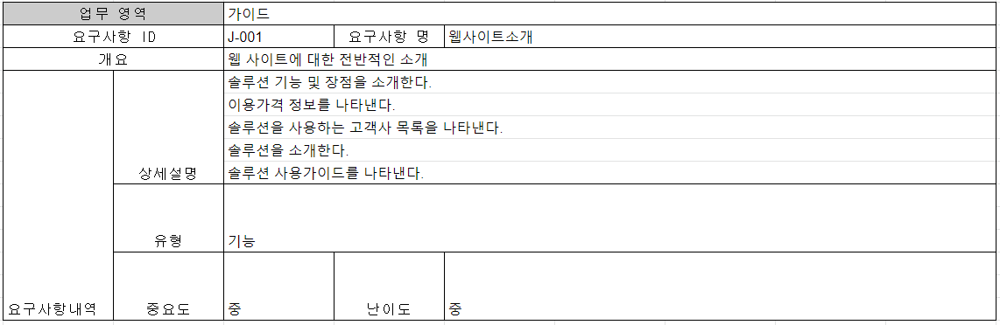 업무 영역 가이드
요구사항 ID J-001 요구사항 명 웹사이트소개
개요 웹 사이트에 대한 전반적인 소개
솔루션 기능 및 장점을 소개한다.
이용가격 정보를 나타낸다.
솔루션을 사용하는 고객사 목록을 나타낸다.
솔루션을 소개한다.
상세설명 솔루션 사용가이드를 나타낸다.
유형 기능
요구사항내역 중요도 중 난이도 중